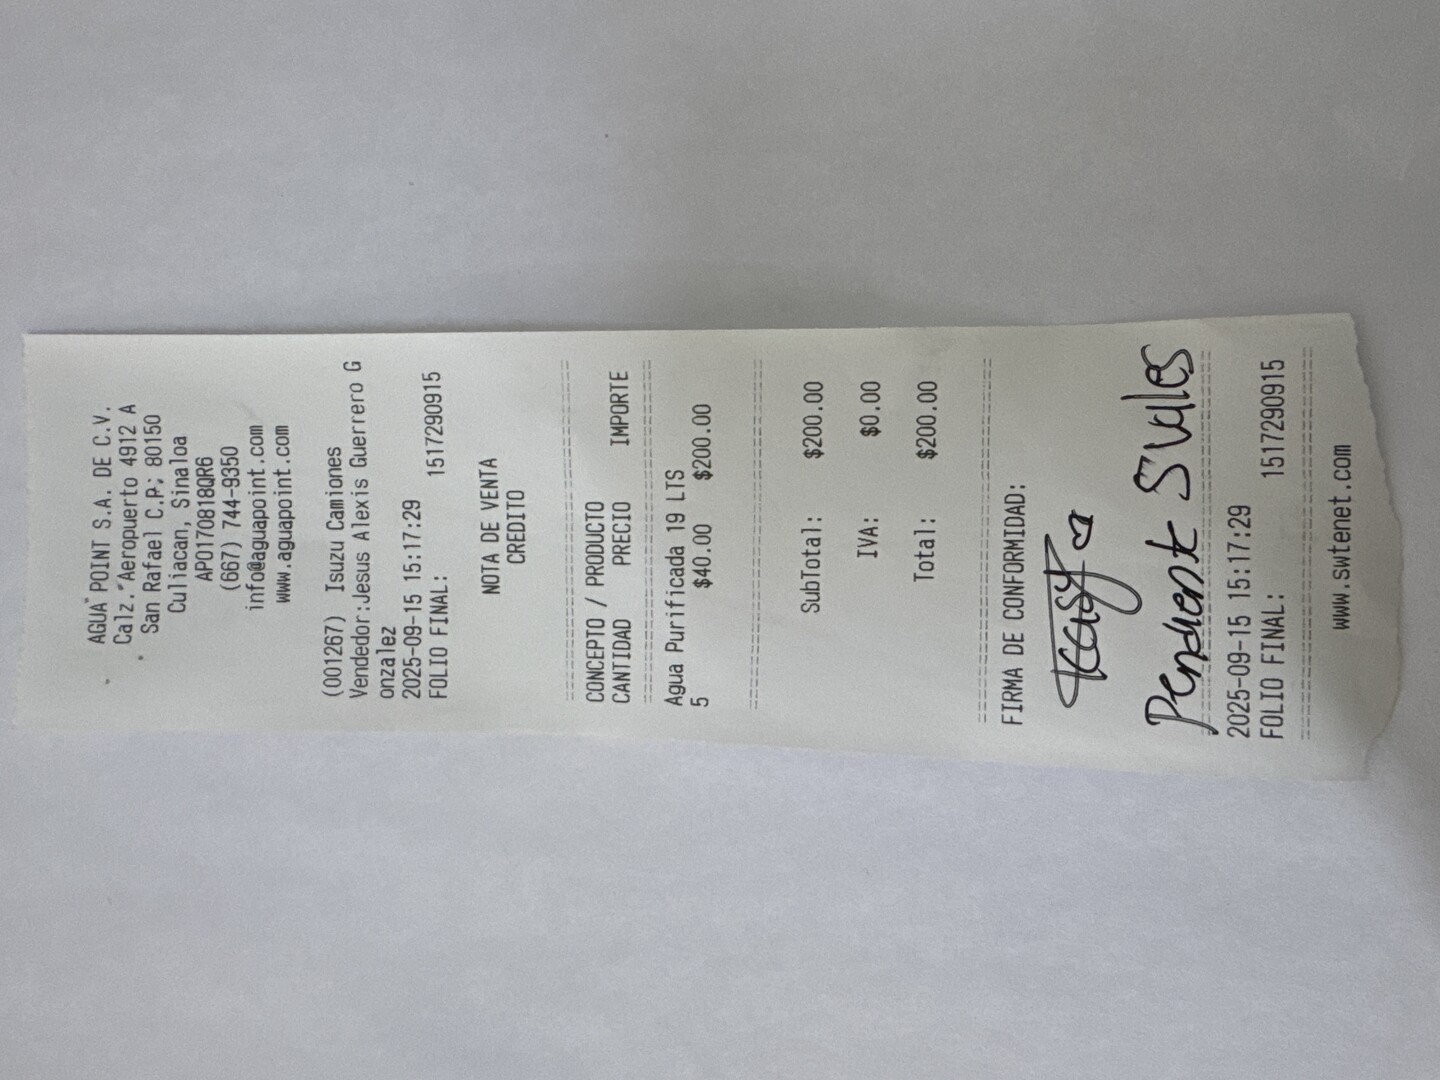 AGUA POINT S.A. DE C.V.
Calz. Aeropuerto 4912 A
San Rafael C.P; 80150
Culiacan, Sinaloa
APO170818QR6
(667) 744-9350
info@aguapoint.com
www.aguapoint.com
(001267) Isuzu Camiones
Vendedor:Jesus Alexis Guerrero G
onzalez
2025-09-15 15:17:29
FOLIO FINAL: 1517290915
NOTA DE VENTA
CREDITO
CONCEPTO / PRODUCTO
CANTIDAD PRECIO IMPORTE
Agua Purificada 19 LTS
5 $40.00 $200.00
SubTotal: $200.00
IVA: $0.00
Total: $200.00
FIRMA DE CONFORMIDAD:
Pendient 5 Vales
2025-09-15 15:17:29
FOLIO FINAL: 1517290915
www.swtenet.com